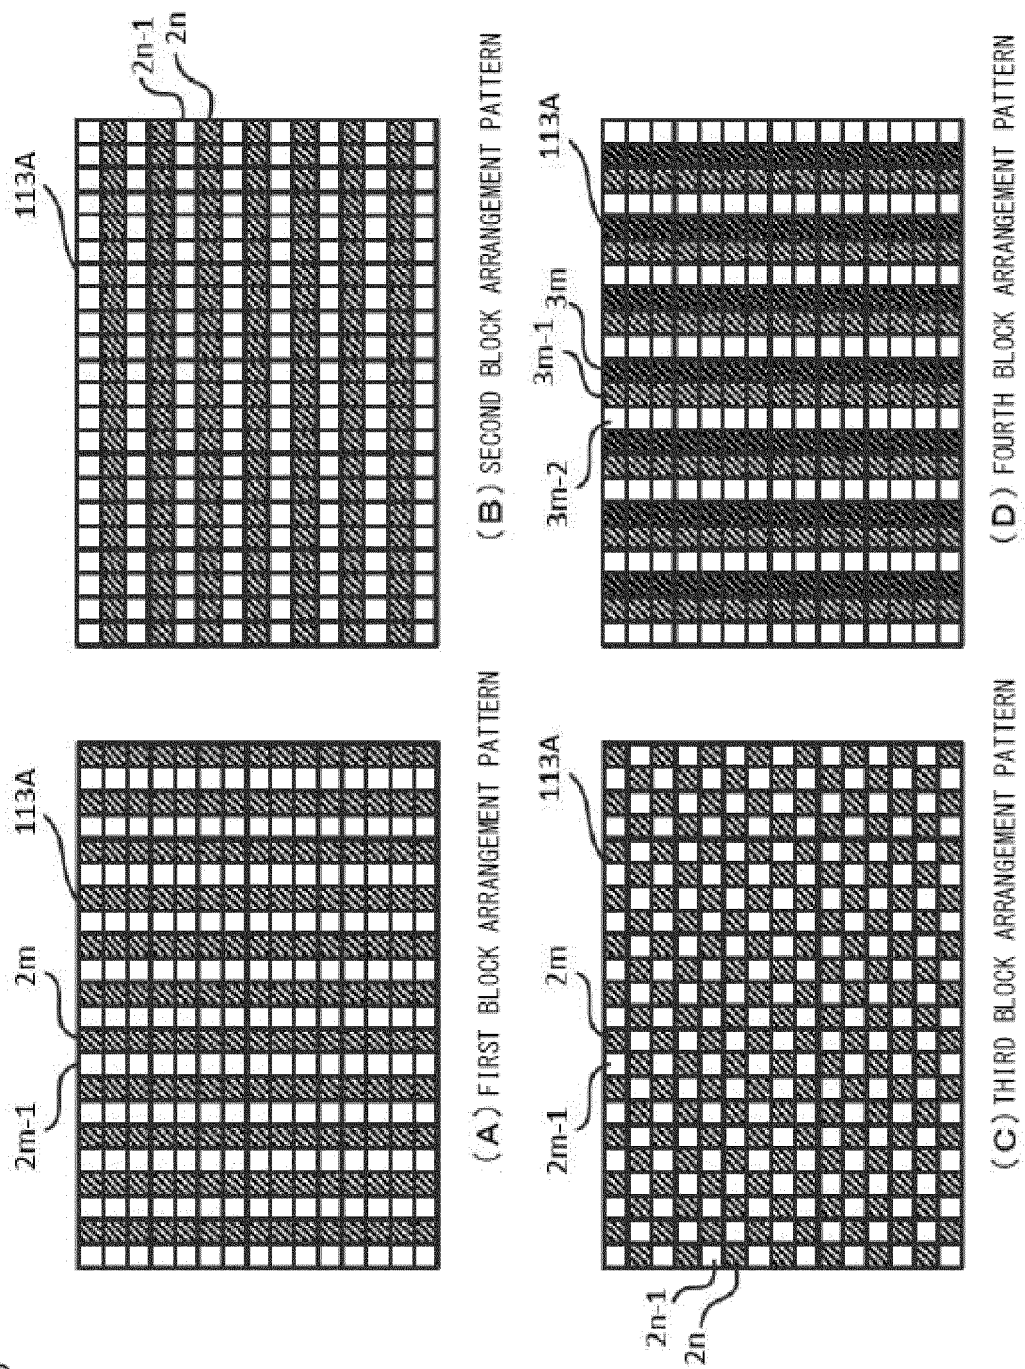 113A
2m-1
2m
(A) FIRST BLOCK ARRANGEMENT PATTERN
113A
2n-1
2n
(B) SECOND BLOCK ARRANGEMENT PATTERN
113A
2m-1
2m
2n-1
2n
(C) THIRD BLOCK ARRANGEMENT PATTERN
113A
3m-2
3m-1
3m
(D) FOURTH BLOCK ARRANGEMENT PATTERN